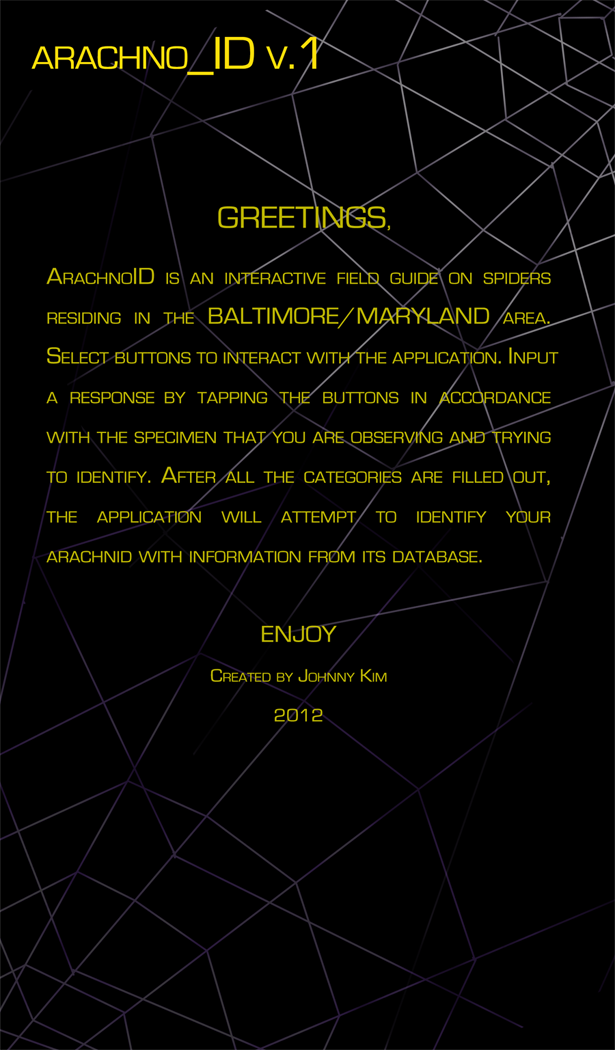 ARACHNO_ID V.1
GREETINGS,
ARACHNOID IS AN INTERACTIVE FIELD GUIDE ON SPIDERS
RESIDING IN THE BALTIMORE/MARYLAND AREA.
SELECT BUTTONS TO INTERACT WITH THE APPLICATION. INPUT
A RESPONSE BY TAPPING THE BUTTONS IN ACCORDANCE
WITH THE SPECIMEN THAT YOU ARE OBSERVING AND TRYING
TO IDENTIFY. AFTER ALL THE CATEGORIES ARE FILLED OUT,
THE APPLICATION WILL ATTEMPT TO IDENTIFY YOUR
ARACHNID WITH INFORMATION FROM ITS DATABASE.
ENJOY
CREATED BY JOHNNY KIM
2012